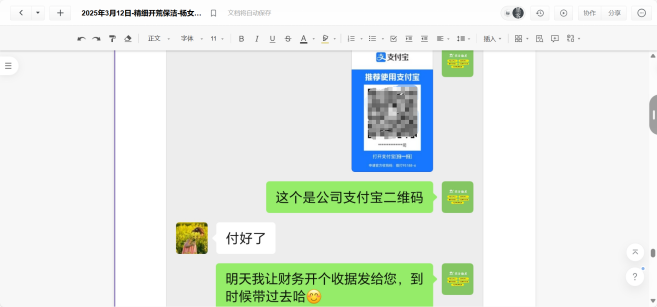 2025年3月12日-精细开荒保洁-杨女...
文档将自动保存
协作
分享
正文
字体
11
B I U S A
插入
支付宝
推荐使用支付宝
打开支付宝[扫一扫]
这个是公司支付宝二维码
付好了
明天我让财务开个收据发给您，到
时候带过去哈😊
?